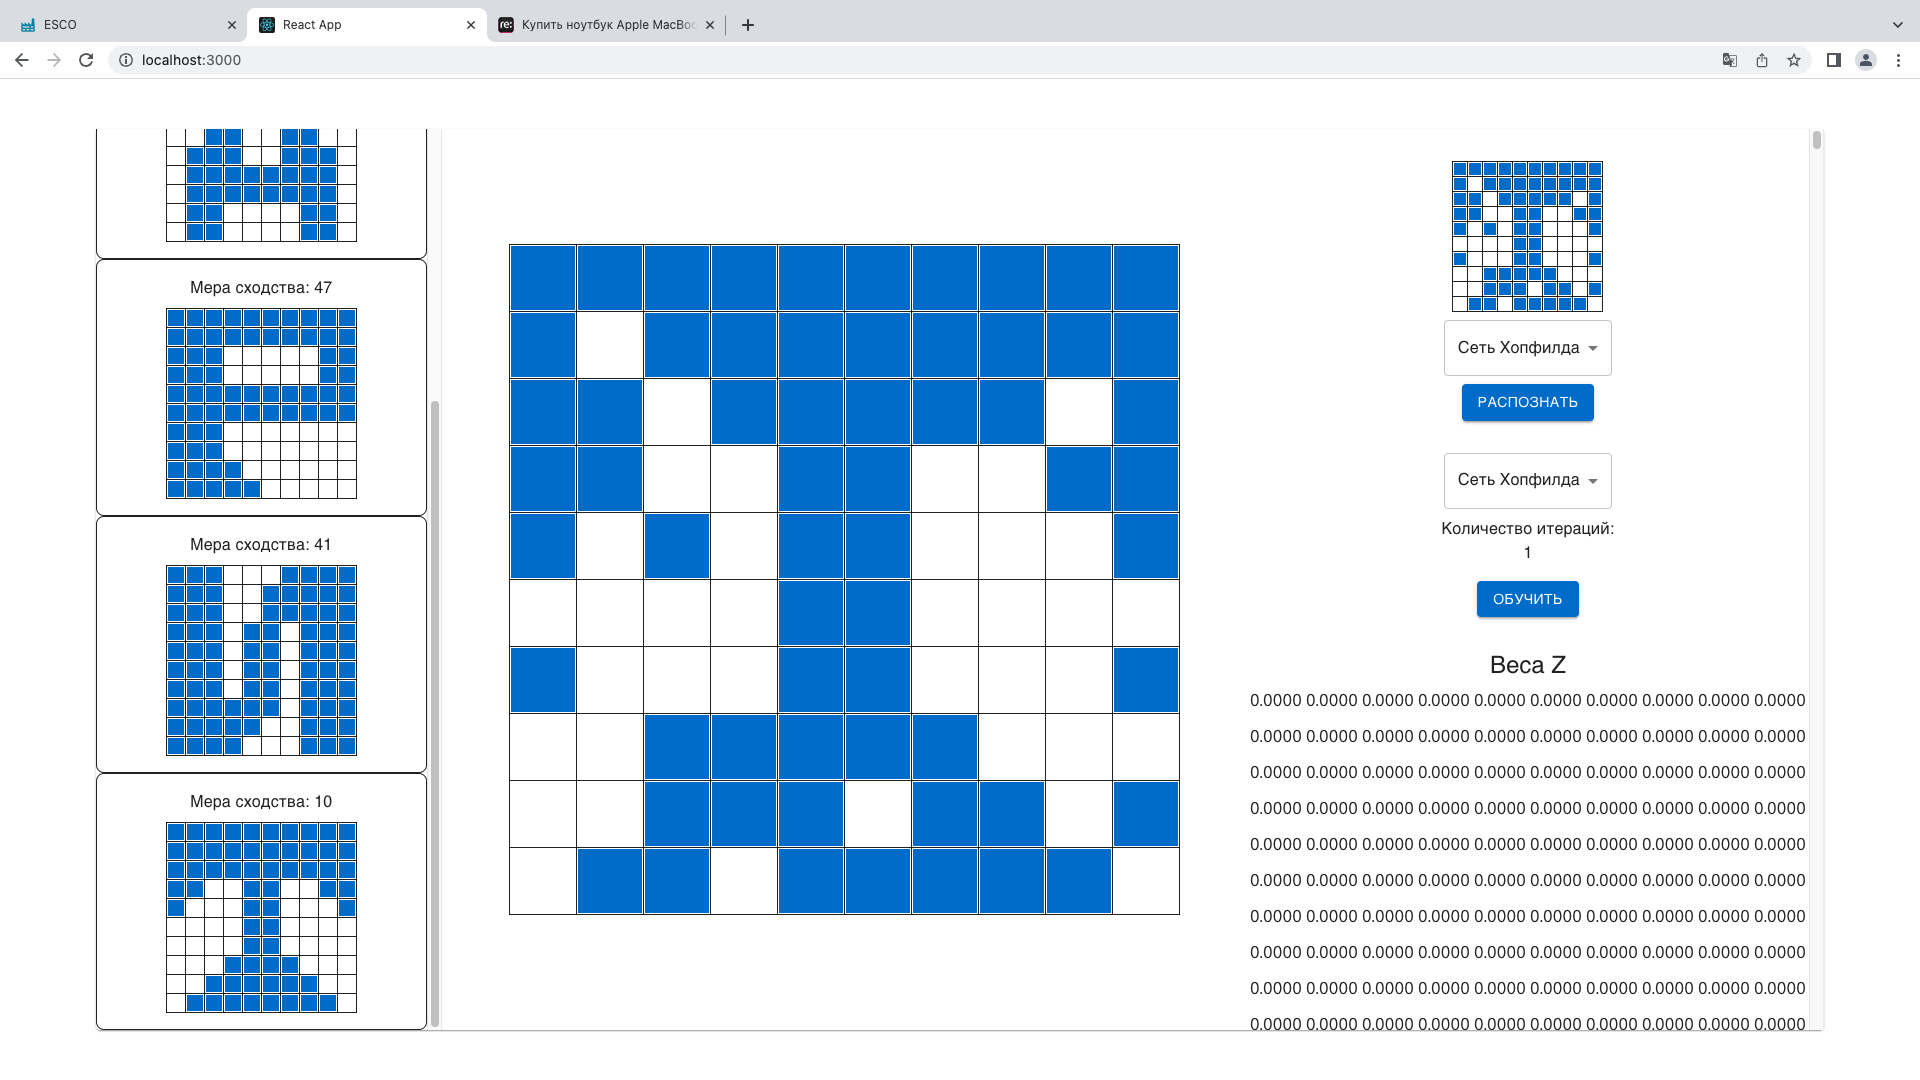 ESCO
React App
Купить ноутбук Apple MacBo
localhost:3000
Мера сходства: 47
Мера сходства: 41
Мера сходства: 10
Сеть Хопфилда
РАСПОЗНАТЬ
Сеть Хопфилда
Количество итераций:
1
ОБУЧИТЬ
Веса Z
0.0000 0.0000 0.0000 0.0000 0.0000 0.0000 0.0000 0.0000 0.0000 0.0000
0.0000 0.0000 0.0000 0.0000 0.0000 0.0000 0.0000 0.0000 0.0000 0.0000
0.0000 0.0000 0.0000 0.0000 0.0000 0.0000 0.0000 0.0000 0.0000 0.0000
0.0000 0.0000 0.0000 0.0000 0.0000 0.0000 0.0000 0.0000 0.0000 0.0000
0.0000 0.0000 0.0000 0.0000 0.0000 0.0000 0.0000 0.0000 0.0000 0.0000
0.0000 0.0000 0.0000 0.0000 0.0000 0.0000 0.0000 0.0000 0.0000 0.0000
0.0000 0.0000 0.0000 0.0000 0.0000 0.0000 0.0000 0.0000 0.0000 0.0000
0.0000 0.0000 0.0000 0.0000 0.0000 0.0000 0.0000 0.0000 0.0000 0.0000
0.0000 0.0000 0.0000 0.0000 0.0000 0.0000 0.0000 0.0000 0.0000 0.0000
0.0000 0.0000 0.0000 0.0000 0.0000 0.0000 0.0000 0.0000 0.0000 0.0000